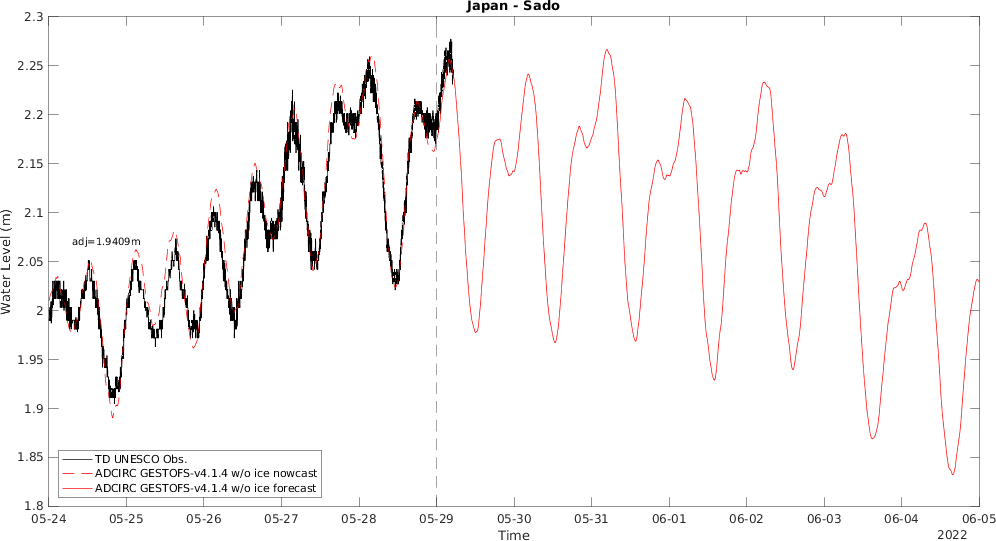 Japan - Sado
Water Level (m)
2.3
2.25
2.2
2.15
2.1
2.05
2
1.95
1.9
1.85
1.8
adj=1.9409m
TD UNESCO Obs.
ADCIRC GESTOFS-v4.1.4 w/o ice nowcast
ADCIRC GESTOFS-v4.1.4 w/o ice forecast
05-24 05-25 05-26 05-27 05-28 05-29 05-30 05-31 06-01 06-02 06-03 06-04 06-05
Time
2022